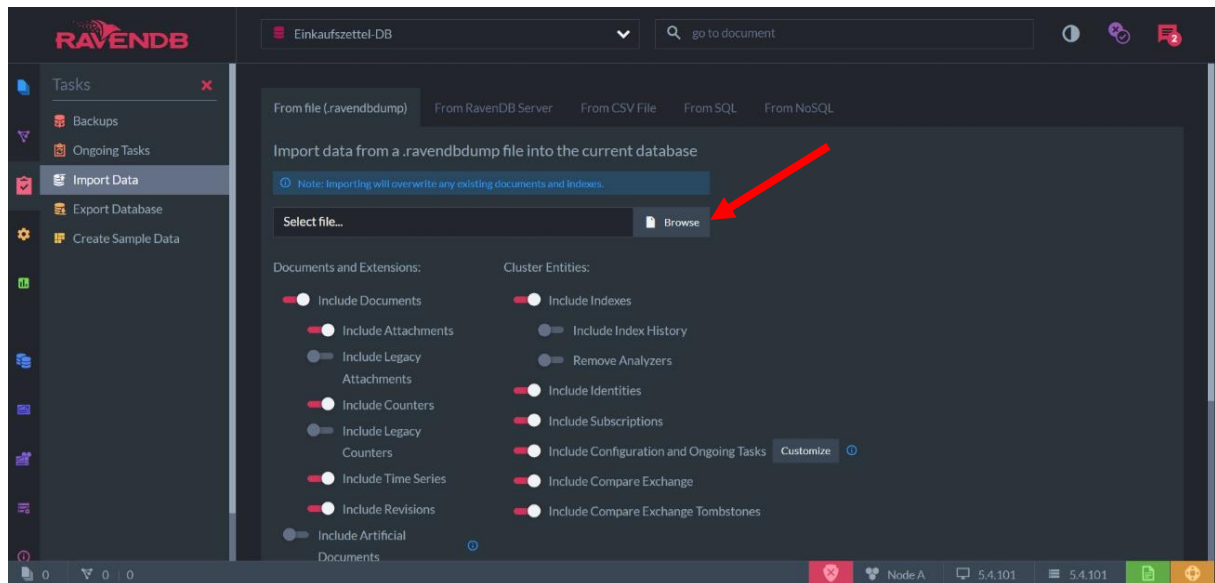 RAVENDB
Einkaufszettel-DB
go to document
2
Tasks
Backups
Ongoing Tasks
Import Data
Export Database
Create Sample Data
From file (.ravendbdump) From RavenDB Server From CSV File From SQL From NoSQL
Import data from a .ravendbdump file into the current database
Note: Importing will overwrite any existing documents and indexes.
Select file... Browse
Documents and Extensions:
Include Documents
Include Attachments
Include Legacy
Attachments
Include Counters
Include Legacy
Counters
Include Time Series
Include Revisions
Include Artificial
Documents
Cluster Entities:
Include Indexes
Include Index History
Remove Analyzers
Include Identities
Include Subscriptions
Include Configuration and Ongoing Tasks Customize
Include Compare Exchange
Include Compare Exchange Tombstones
0 0 | 0 Node A 5.4.101 5.4.101